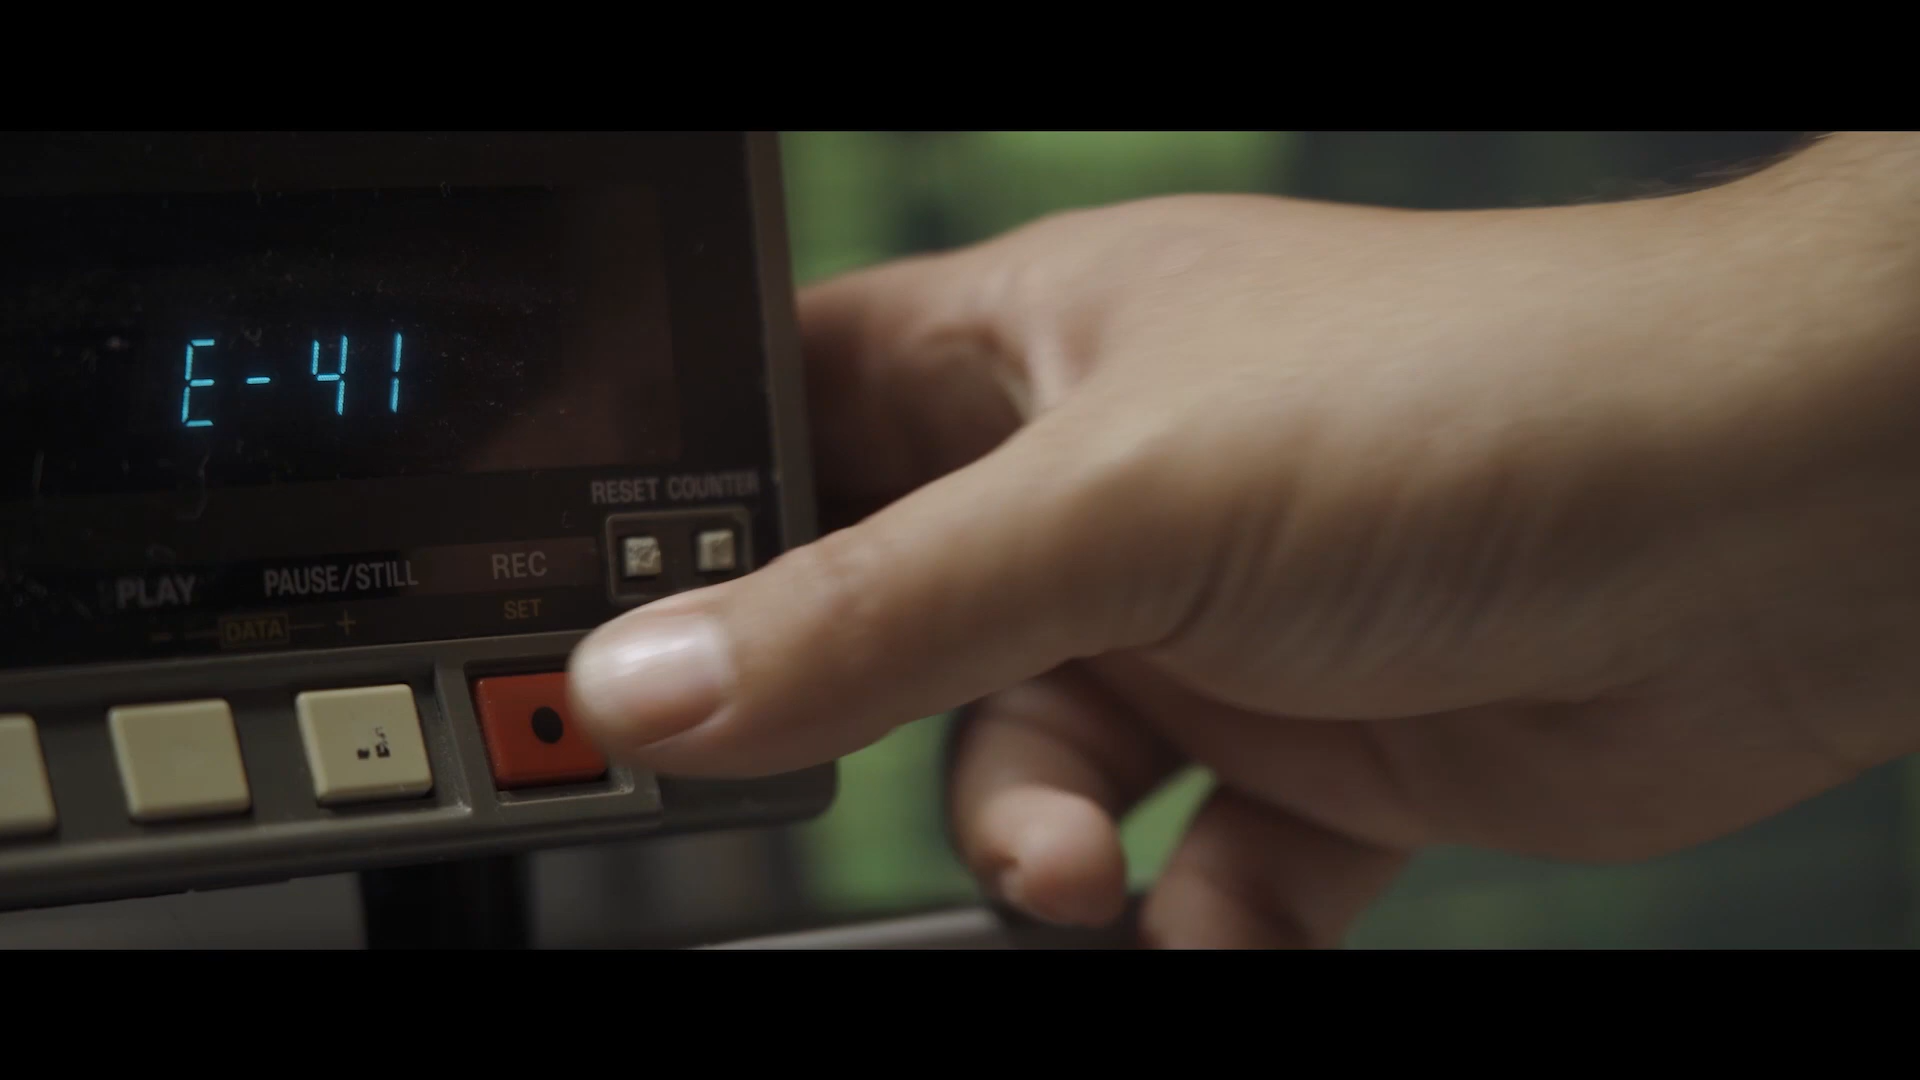 E-41
RESET COUNTER
PLAY PAUSE/STILL REC
- DATA + SET